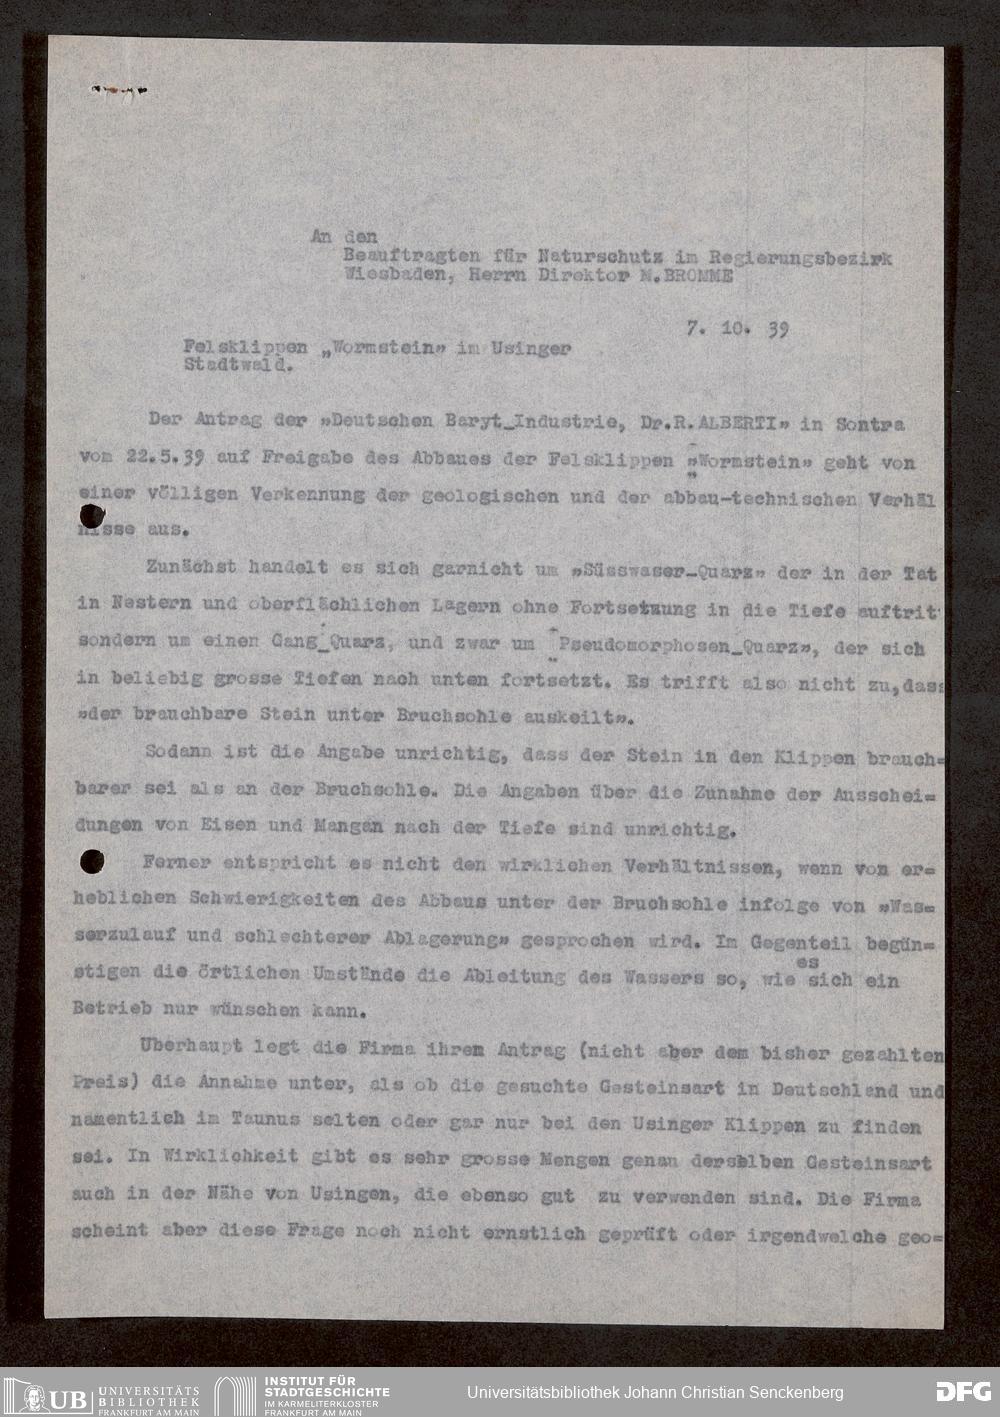 An den
Beauftragten für Naturschutz im Regierungsbezirk
Wiesbaden, Herrn Direktor M.BROMME
7. 10. 39
Felsklippen „Wormstein" im Usinger
Stadtwald.
Der Antrag der "Deutschen Baryt_Industrie, Dr.R.ALBERTI" in Sontra
vom 22.5.39 auf Freigabe des Abbaues der Felsklippen "Wormstein" geht von
einer völligen Verkennung der geologischen und der abbau-technischen Verhäl
nisse aus.
Zunächst handelt es sich garnicht um "Süsswaser-Quarz" der in der Tat
in Nestern und oberflächlichen Lagern ohne Fortsetzung in die Tiefe auftrit
sondern um einen Gang_Quarz, und zwar um "Pseudomorphosen_Quarz", der sich
in beliebig grosse Tiefen nach unten fortsetzt. Es trifft also nicht zu,dass
"der brauchbare Stein unter Bruchsohle auskeilt".
Sodann ist die Angabe unrichtig, dass der Stein in den Klippen brauch=
barer sei als an der Bruchsohle. Die Angaben über die Zunahme der Ausschei=
dungen von Eisen und Mangan nach der Tiefe sind unrichtig.
Ferner entspricht es nicht den wirklichen Verhältnissen, wenn von er=
heblichen Schwierigkeiten des Abbaus unter der Bruchsohle infolge von "Was=
serzulauf und schlechterer Ablagerung" gesprochen wird. Im Gegenteil begün=
stigen die örtlichen Umstände die Ableitung des Wassers so, wie es sich ein
Betrieb nur wünschen kann.
Überhaupt legt die Firma ihrem Antrag (nicht aber dem bisher gezahlten
Preis) die Annahme unter, als ob die gesuchte Gesteinsart in Deutschland und
namentlich im Taunus selten oder gar nur bei den Usinger Klippen zu finden
sei. In Wirklichkeit gibt es sehr grosse Mengen genau derselben Gesteinsart
auch in der Nähe von Usingen, die ebenso gut zu verwenden sind. Die Firma
scheint aber diese Frage noch nicht ernstlich geprüft oder irgendwelche geo=
UB UNIVERSITÄTS
BIBLIOTHEK
FRANKFURT AM MAIN
INSTITUT FÜR
STADTGESCHICHTE
IM KARMELITERKLOSTER
FRANKFURT AM MAIN
Universitätsbibliothek Johann Christian Senckenberg
DFG